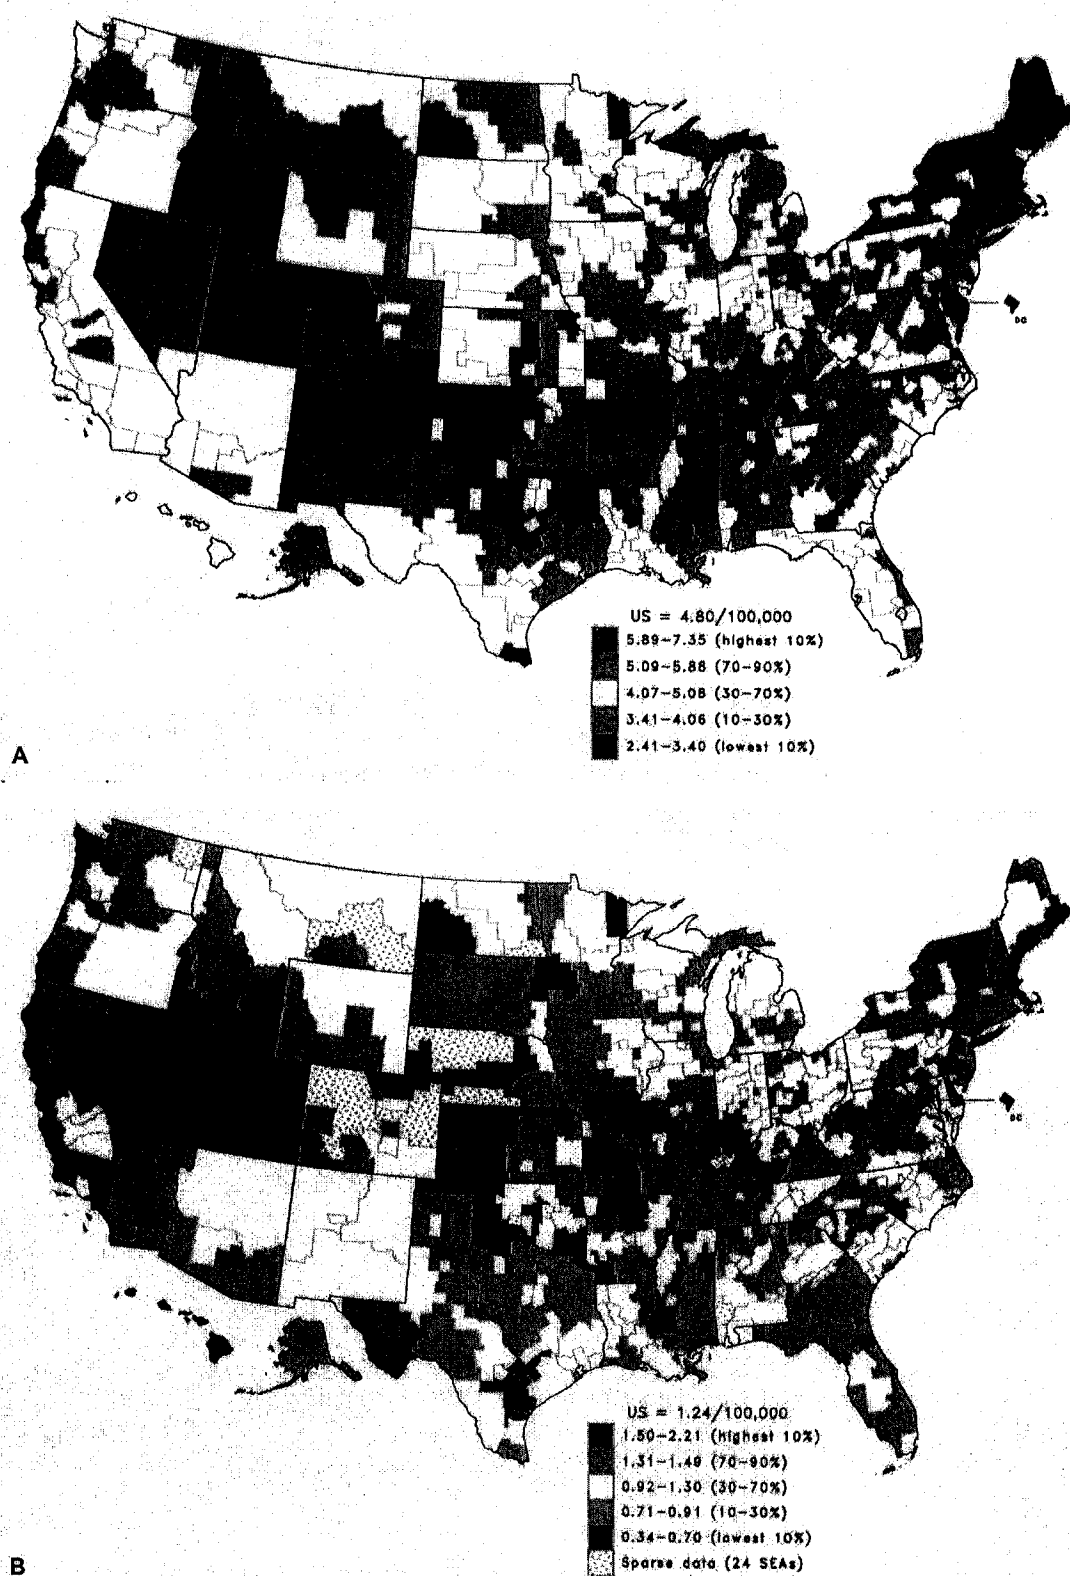 DC
US = 4.80/100,000
5.89-7.35 (highest 10%)
5.09-5.88 (70-90%)
4.07-5.08 (30-70%)
3.41-4.06 (10-30%)
2.41-3.40 (lowest 10%)
A
DC
US = 1.24/100,000
1.50-2.21 (highest 10%)
1.31-1.49 (70-90%)
0.92-1.30 (30-70%)
0.71-0.91 (10-30%)
0.34-0.70 (lowest 10%)
Sparse data (24 SEAs)
B